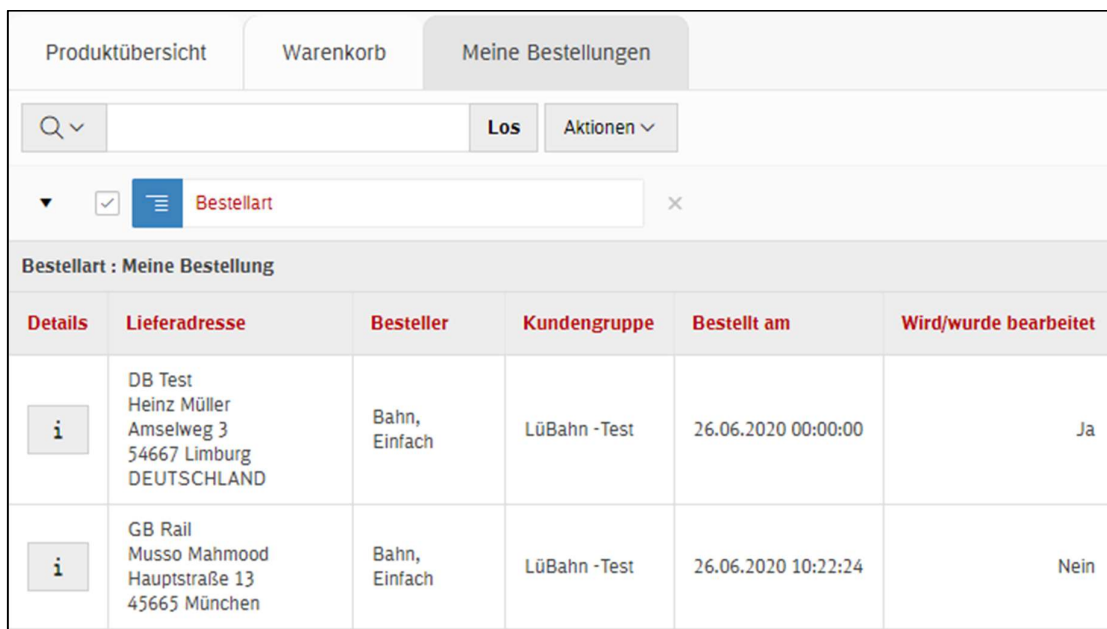 Produktübersicht Warenkorb Meine Bestellungen
Los Aktionen
Bestellart
Bestellart : Meine Bestellung
Details Lieferadresse Besteller Kundengruppe Bestellt am Wird/wurde bearbeitet
i
DB Test
Heinz Müller
Amselweg 3
54667 Limburg
DEUTSCHLAND
Bahn,
Einfach
LüBahn -Test
26.06.2020 00:00:00
Ja
i
GB Rail
Musso Mahmood
Hauptstraße 13
45665 München
Bahn,
Einfach
LüBahn -Test
26.06.2020 10:22:24
Nein